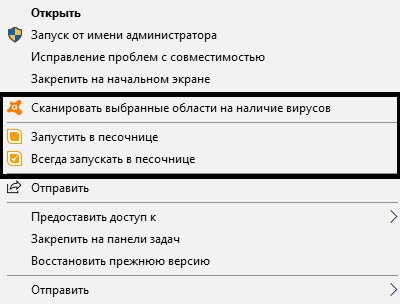 Открыть
Запуск от имени администратора
Исправление проблем с совместимостью
Закрепить на начальном экране
Сканировать выбранные области на наличие вирусов
Запустить в песочнице
Всегда запускать в песочнице
Отправить
Предоставить доступ к
Закрепить на панели задач
Восстановить прежнюю версию
Отправить